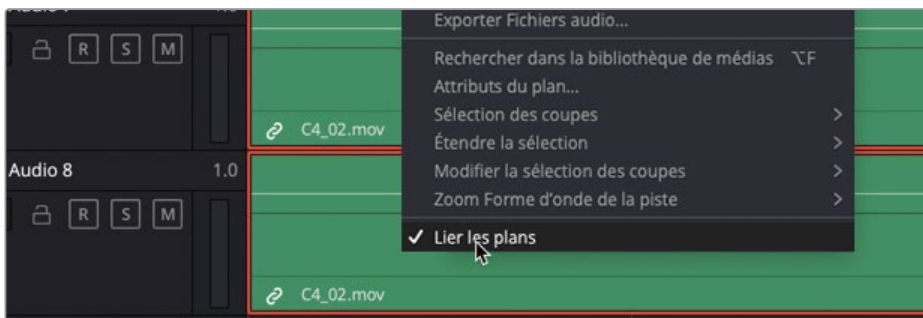 Exporter Fichiers audio...
R S M
Rechercher dans la bibliothèque de médias ⌥F
Attributs du plan...
Sélection des coupes >
C4_02.mov
Étendre la sélection >
Audio 8 1.0
Modifier la sélection des coupes >
Zoom Forme d'onde de la piste >
R S M
✓ Lier les plans
C4_02.mov